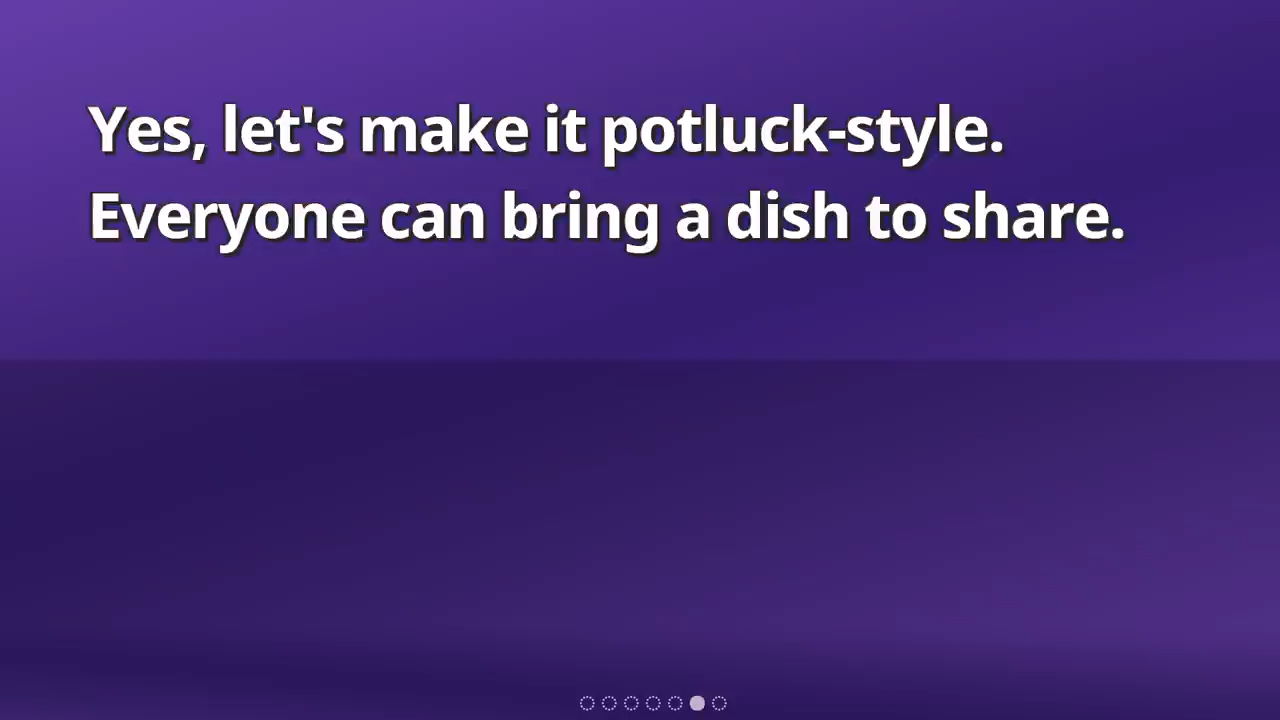 Yes, let's make it potluck-style.
Everyone can bring a dish to share.